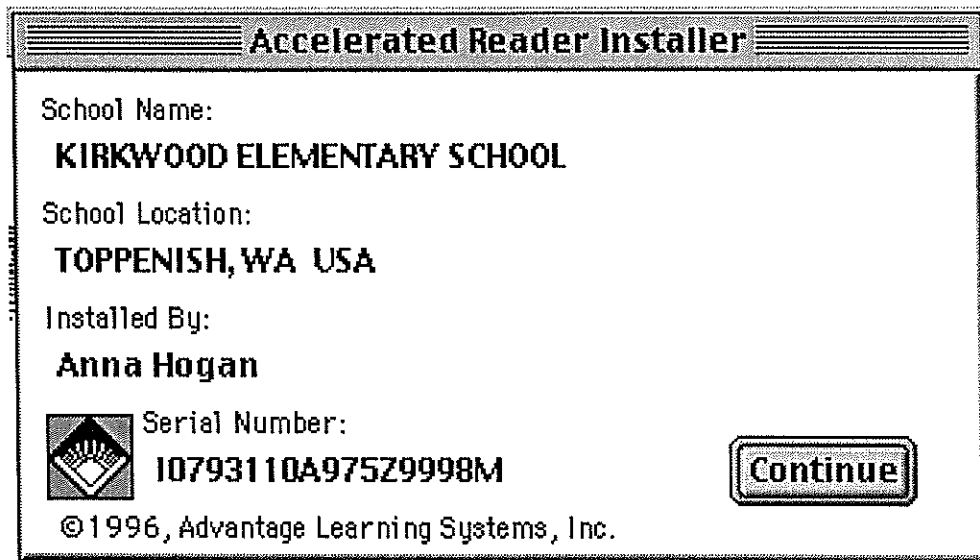 Accelerated Reader Installer
School Name:
KIRKWOOD ELEMENTARY SCHOOL
School Location:
TOPPENISH, WA USA
Installed By:
Anna Hogan
Serial Number:
I0793110A975Z9998M
Continue
©1996, Advantage Learning Systems, Inc.